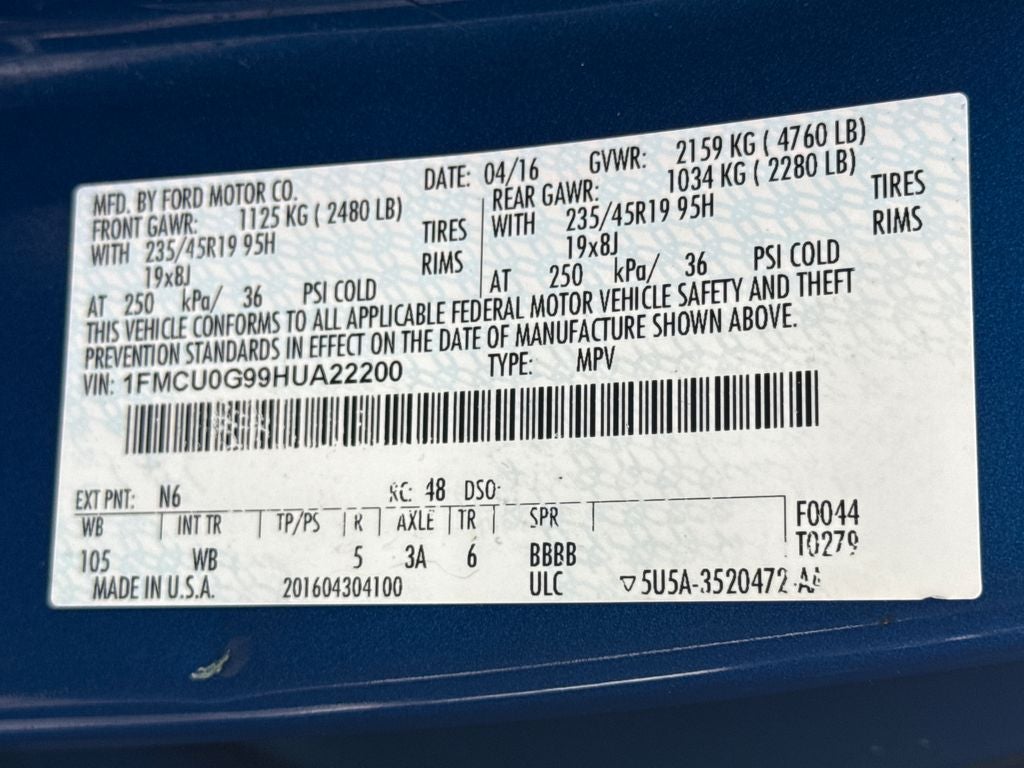 MFD. BY FORD MOTOR CO. DATE: 04/16 GVWR: 2159 KG ( 4760 LB)
FRONT GAWR: 1125 KG ( 2480 LB) REAR GAWR: 1034 KG ( 2280 LB)
WITH 235/45R19 95H TIRES WITH 235/45R19 95H TIRES
19x8J RIMS 19x8J RIMS
AT 250 kPa/ 36 PSI COLD AT 250 kPa/ 36 PSI COLD
THIS VEHICLE CONFORMS TO ALL APPLICABLE FEDERAL MOTOR VEHICLE SAFETY AND THEFT
PREVENTION STANDARDS IN EFFECT ON THE DATE OF MANUFACTURE SHOWN ABOVE.
VIN: 1FMCU0G99HUA22200 TYPE: MPV
EXT PNT: N6 RC: 48 DSO:
WB INT TR TP/PS R AXLE TR SPR F0044
105 WB 5 3A 6 BBBB T0279
MADE IN U.S.A. 201604304100 ULC ▽5U5A-3520472